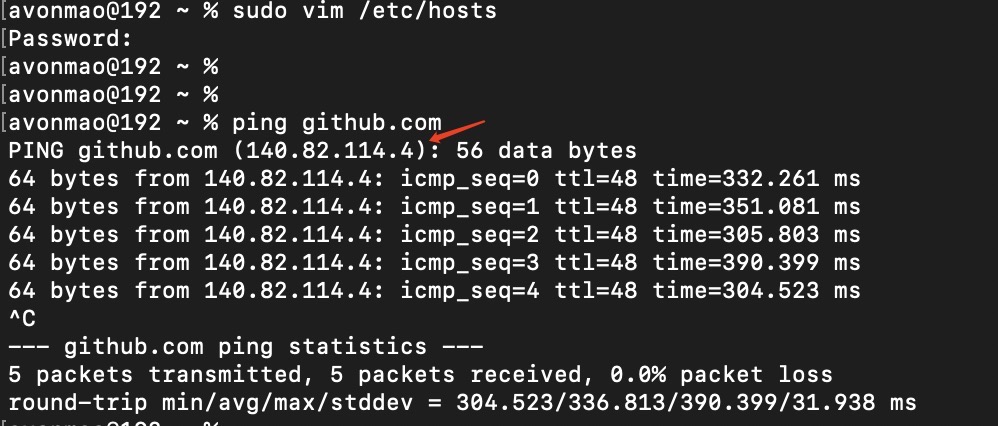 [avonmao@192 ~ % sudo vim /etc/hosts
[Password:
[avonmao@192 ~ %
[avonmao@192 ~ %
[avonmao@192 ~ % ping github.com
PING github.com (140.82.114.4): 56 data bytes
64 bytes from 140.82.114.4: icmp_seq=0 ttl=48 time=332.261 ms
64 bytes from 140.82.114.4: icmp_seq=1 ttl=48 time=351.081 ms
64 bytes from 140.82.114.4: icmp_seq=2 ttl=48 time=305.803 ms
64 bytes from 140.82.114.4: icmp_seq=3 ttl=48 time=390.399 ms
64 bytes from 140.82.114.4: icmp_seq=4 ttl=48 time=304.523 ms
^C
--- github.com ping statistics ---
5 packets transmitted, 5 packets received, 0.0% packet loss
round-trip min/avg/max/stddev = 304.523/336.813/390.399/31.938 ms
avonmao@192 ~ %